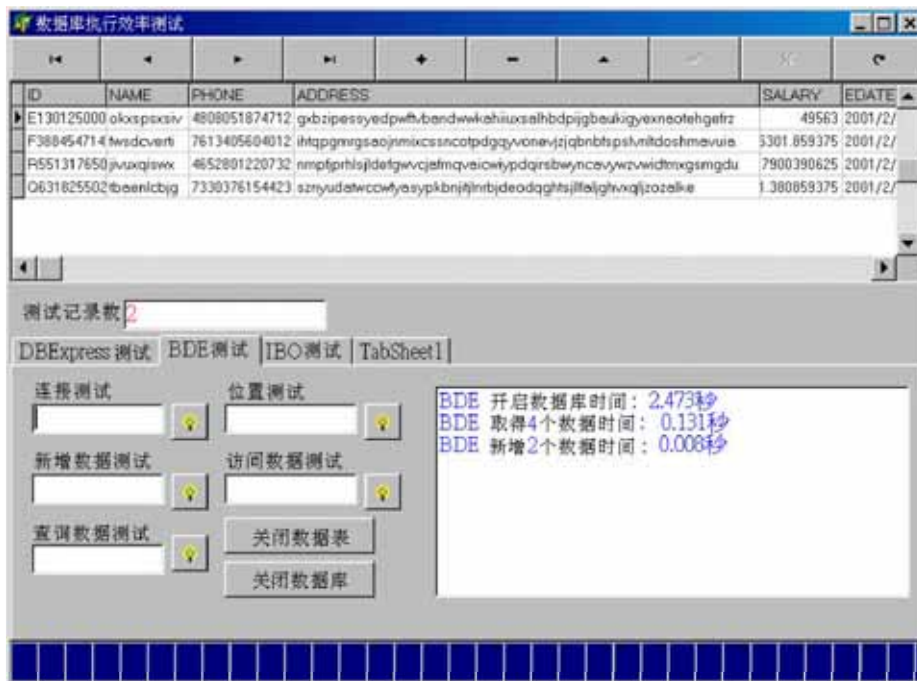 数据库执行效率测试
ID NAME PHONE ADDRESS SALARY EDATE
E130125000 okxspsxsiv 4808051874712 49563 2001/2/
F388454714 twsdcverti 7613405604012 5301.859375 2001/2/
R551317650 jivuxqiswx 4652801220732 7900390625 2001/2/
Q631825502 tbaenlcbjg 7330376154423 1.380859375 2001/2/
测试记录数 2
DBExpress 测试 BDE测试 IBO测试 TabSheet1
连接测试 位置测试
新增数据测试 访问数据测试
查询数据测试
关闭数据表
关闭数据库
BDE 开启数据库时间：2.473秒
BDE 取得4个数据时间：0.131秒
BDE 新增2个数据时间：0.008秒